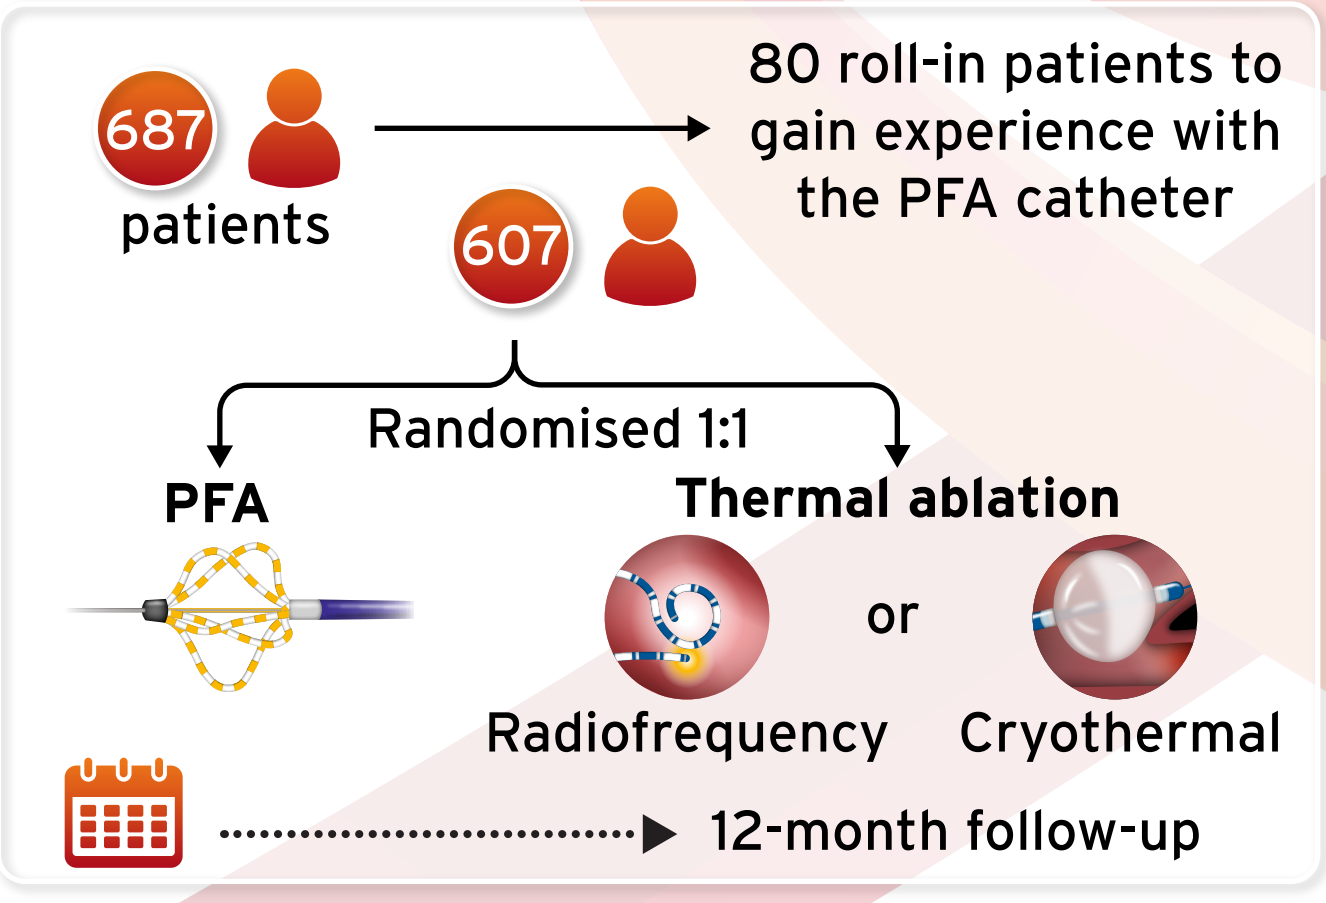 687
patients
80 roll-in patients to
gain experience with
the PFA catheter
607
Randomised 1:1
PFA
Thermal ablation
or
Radiofrequency
Cryothermal
12-month follow-up